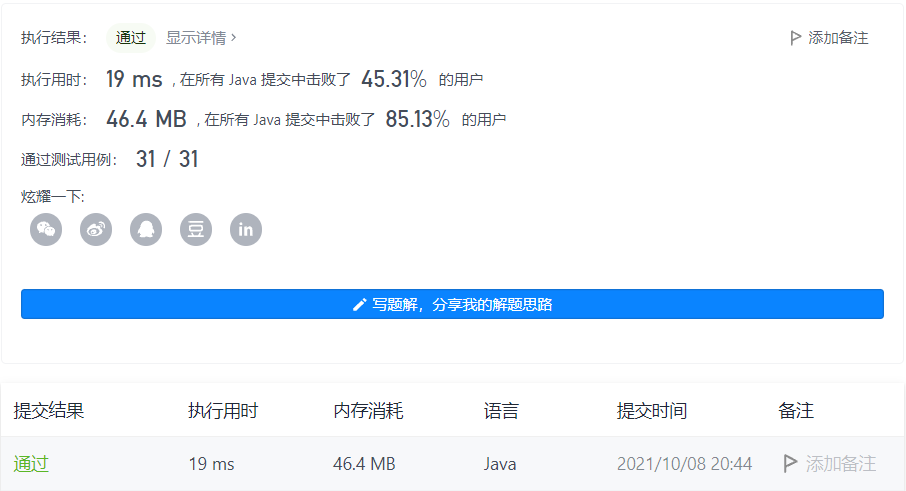 执行结果： 通过 显示详情 › 添加备注
执行用时： 19 ms , 在所有 Java 提交中击败了 45.31% 的用户
内存消耗： 46.4 MB , 在所有 Java 提交中击败了 85.13% 的用户
通过测试用例： 31 / 31
炫耀一下:
豆 in
写题解，分享我的解题思路
提交结果 执行用时 内存消耗 语言 提交时间 备注
通过 19 ms 46.4 MB Java 2021/10/08 20:44 添加备注